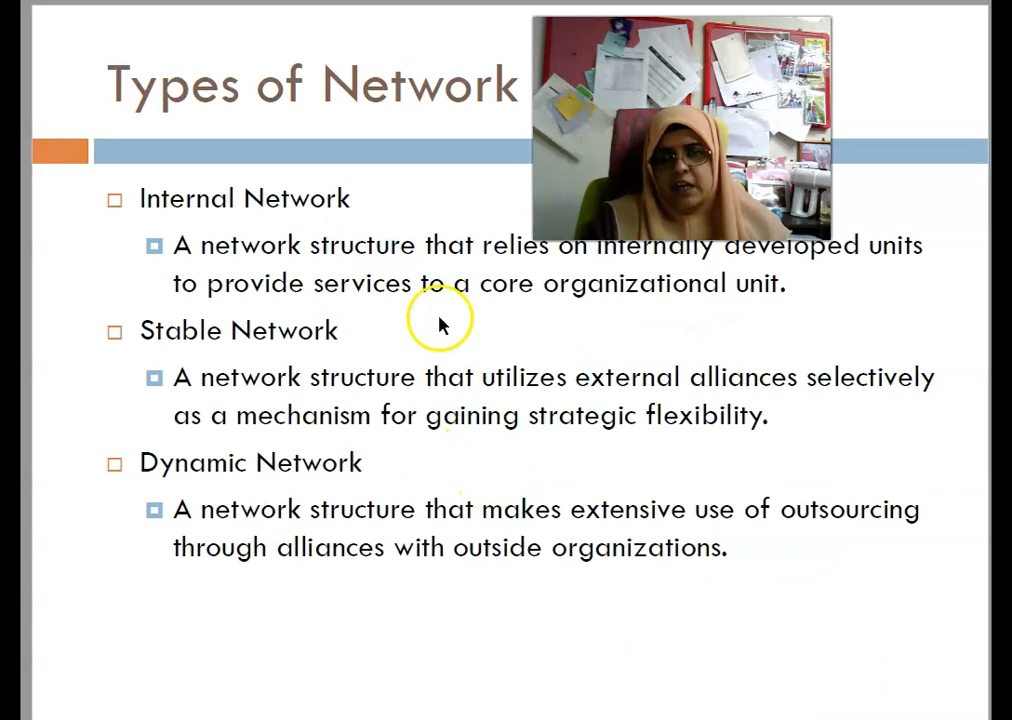 Types of Network
Internal Network
A network structure that relies on internally developed units
to provide services to a core organizational unit.
Stable Network
A network structure that utilizes external alliances selectively
as a mechanism for gaining strategic flexibility.
Dynamic Network
A network structure that makes extensive use of outsourcing
through alliances with outside organizations.